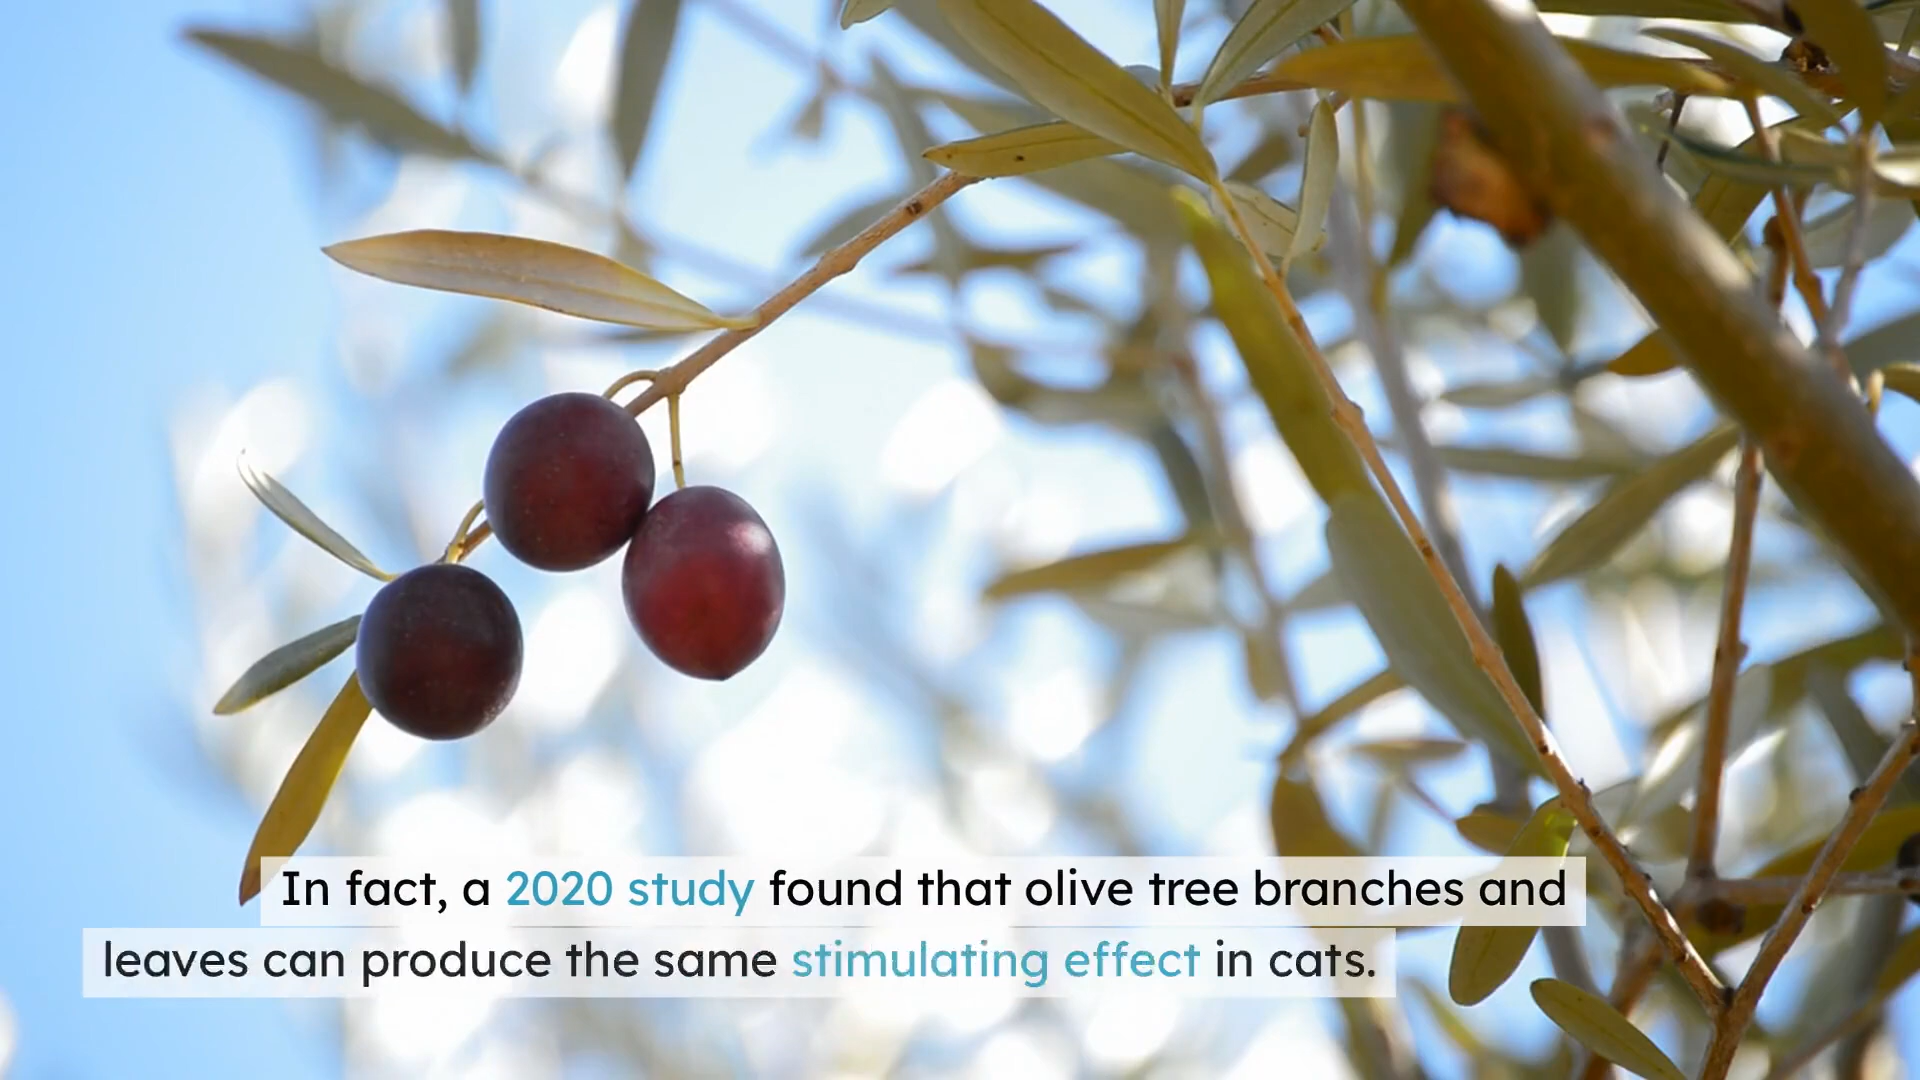 In fact, a 2020 study found that olive tree branches and
leaves can produce the same stimulating effect in cats.